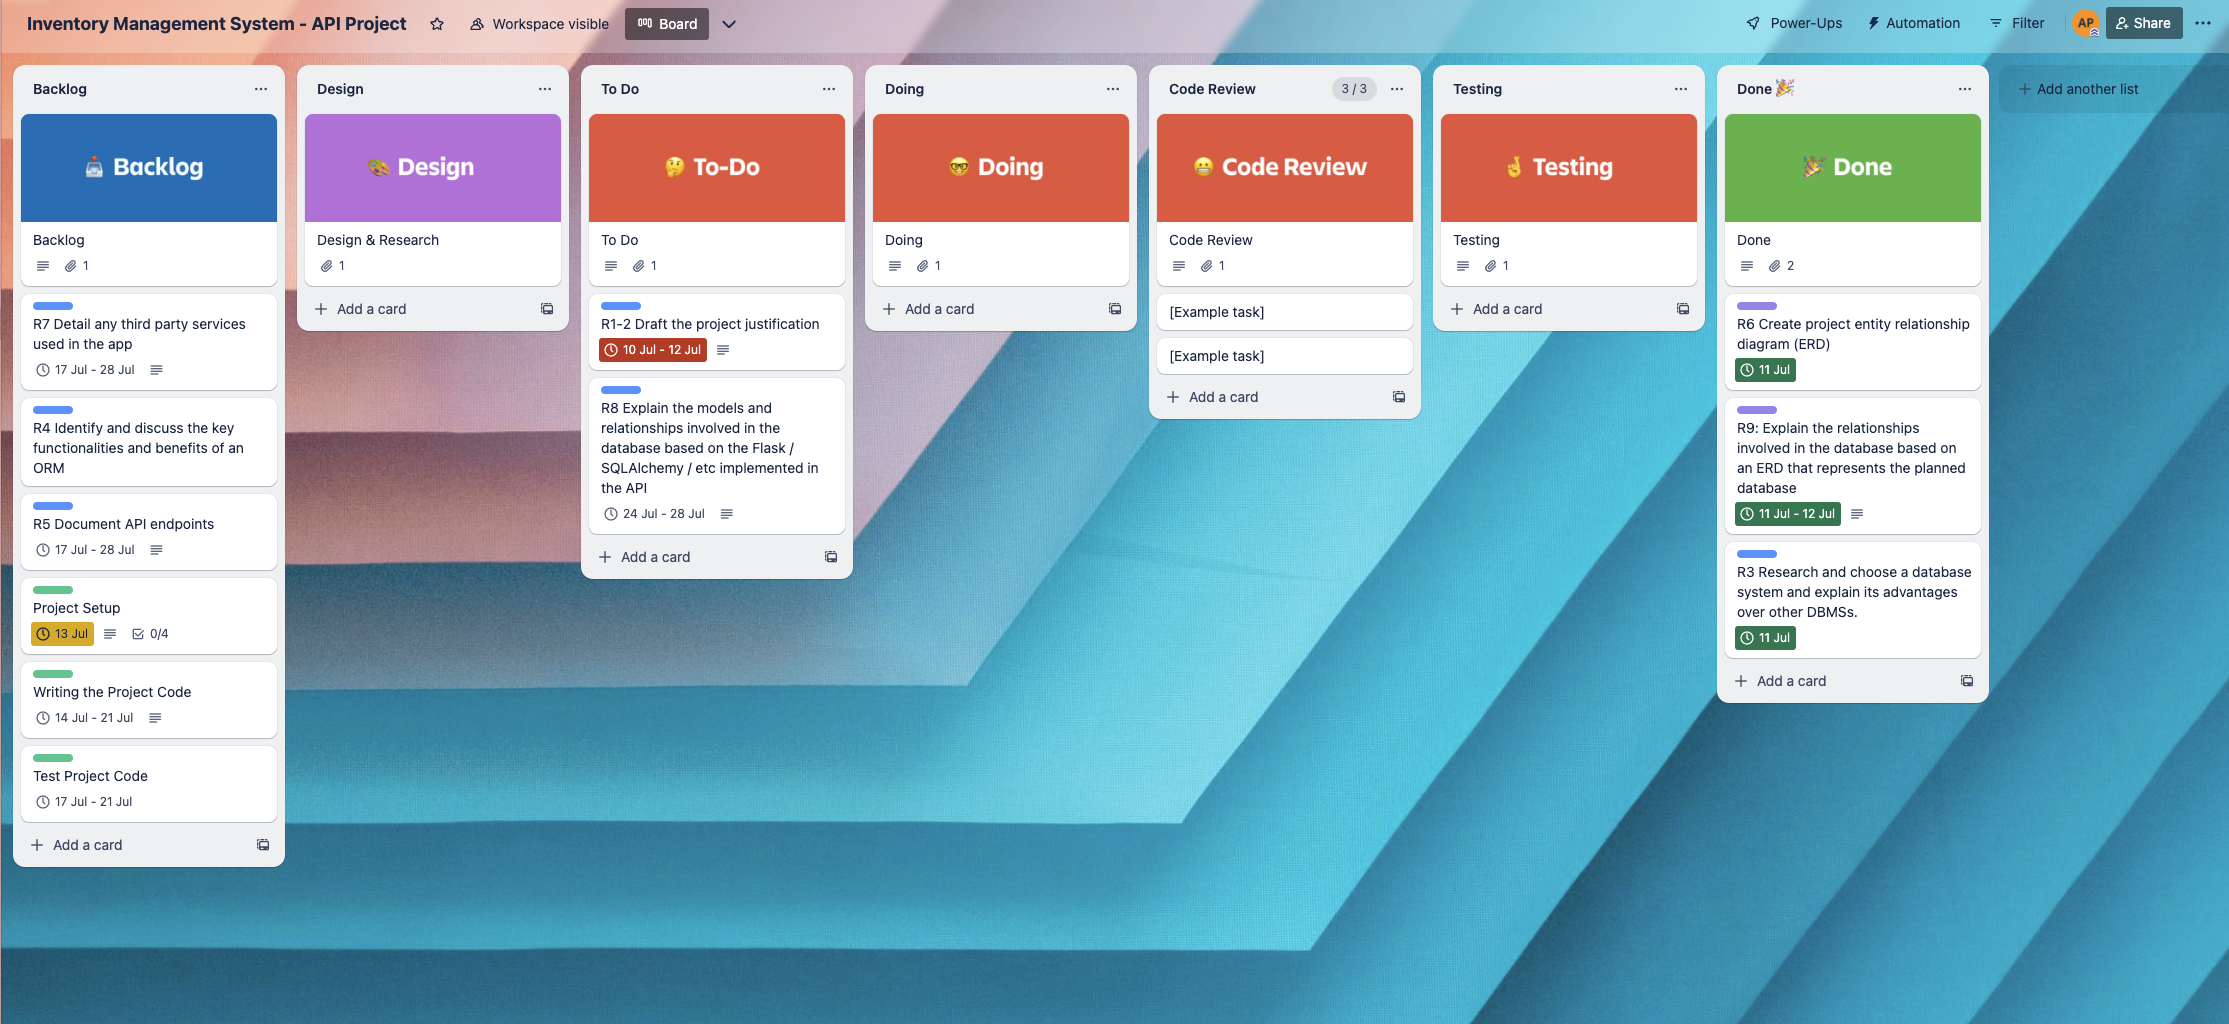 Inventory Management System - API Project
Workspace visible
Board
Power-Ups
Automation
Filter
AP
Share
Backlog
Backlog
Backlog
1
R7 Detail any third party services
used in the app
17 Jul - 28 Jul
R4 Identify and discuss the key
functionalities and benefits of an
ORM
R5 Document API endpoints
17 Jul - 28 Jul
Project Setup
13 Jul
0/4
Writing the Project Code
14 Jul - 21 Jul
Test Project Code
17 Jul - 21 Jul
Add a card
Design
Design
Design & Research
1
Add a card
To Do
To-Do
To Do
1
R1-2 Draft the project justification
10 Jul - 12 Jul
R8 Explain the models and
relationships involved in the
database based on the Flask /
SQLAlchemy / etc implemented in
the API
24 Jul - 28 Jul
Add a card
Doing
Doing
Doing
1
Add a card
Code Review
3 / 3
Code Review
Code Review
1
[Example task]
[Example task]
Add a card
Testing
Testing
Testing
1
Add a card
Done 🎉
Done
Done
2
R6 Create project entity relationship
diagram (ERD)
11 Jul
R9: Explain the relationships
involved in the database based on
an ERD that represents the planned
database
11 Jul - 12 Jul
R3 Research and choose a database
system and explain its advantages
over other DBMSs.
11 Jul
Add a card
Add another list